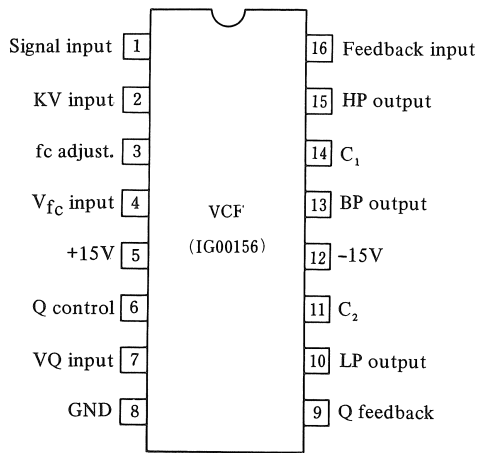 Signal input 1
16 Feedback input
KV input 2
15 HP output
fc adjust. 3
14 C₁
Vfc input 4
13 BP output
VCF
(IG00156)
+15V 5
12 -15V
Q control 6
11 C₂
VQ input 7
10 LP output
GND 8
9 Q feedback